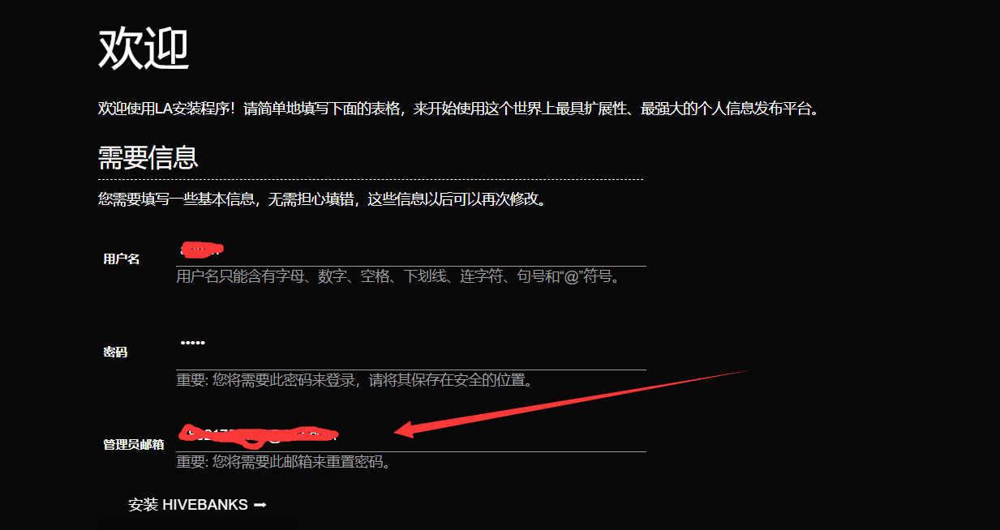 欢迎
欢迎使用LA安装程序！请简单地填写下面的表格，来开始使用这个世界上最具扩展性、最强大的个人信息发布平台。
需要信息
您需要填写一些基本信息，无需担心填错，这些信息以后可以再次修改。
用户名
用户名只能含有字母、数字、空格、下划线、连字符、句号和“@”符号。
密码
•••••
重要: 您将需要此密码来登录，请将其保存在安全的位置。
管理员邮箱
重要: 您将需要此邮箱来重置密码。
安装 HIVEBANKS ➞